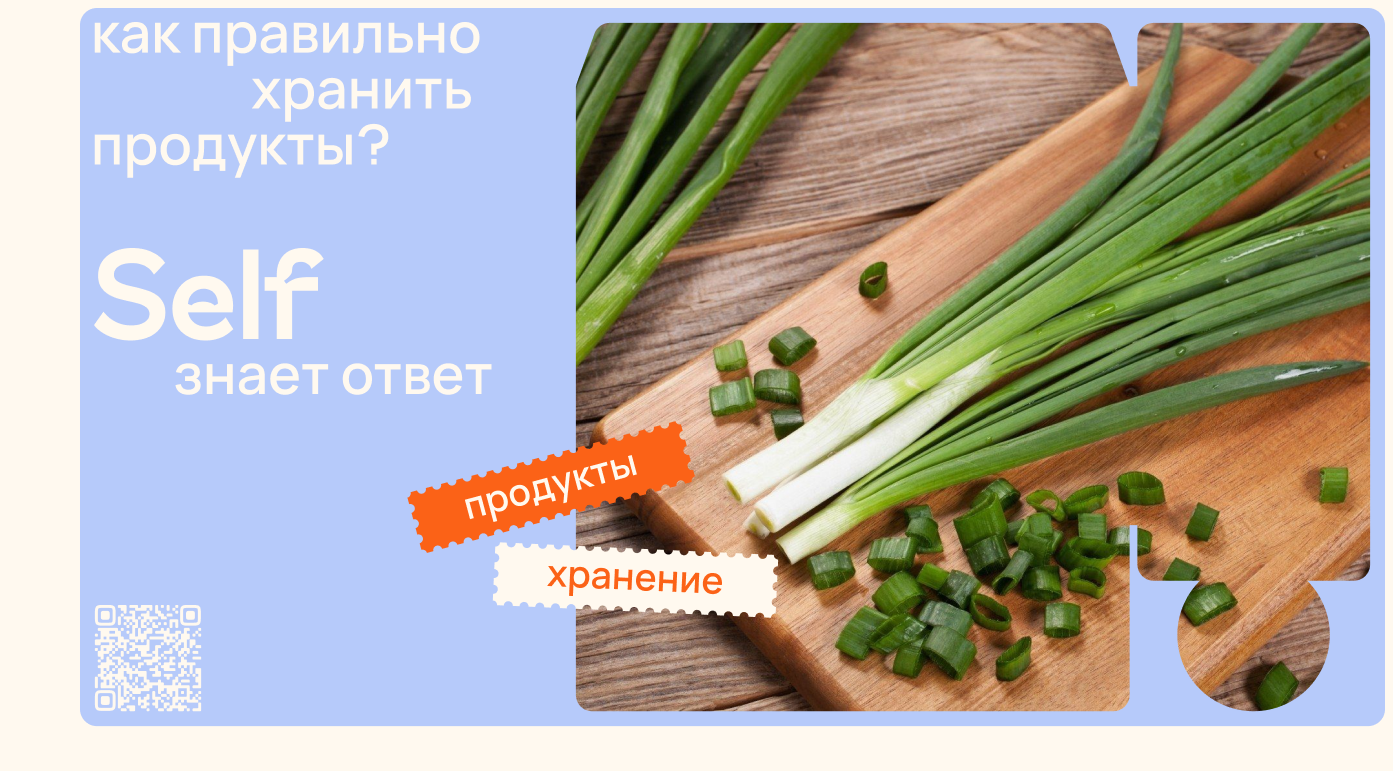 как правильно
хранить
продукты?
Self
знает ответ
продукты
хранение